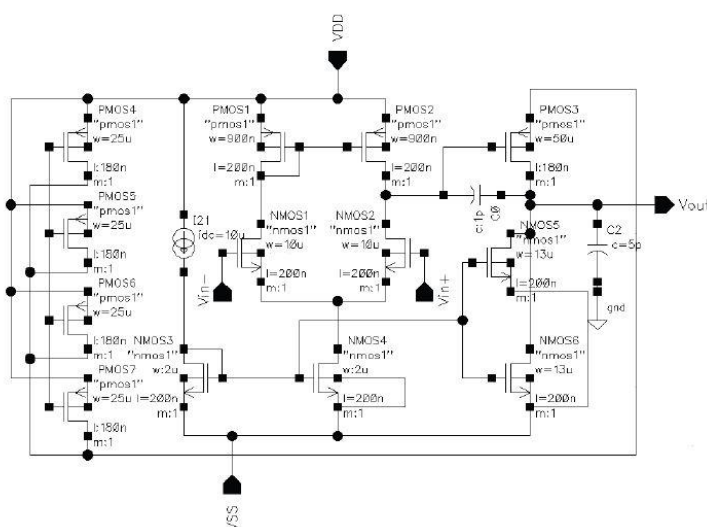 VDD
PMOS4
"pmos1"
w=25u
l:180n
m:1
PMOS1
"pmos1"
w=900n
l=200n
m:1
PMOS2
"pmos1"
w=900n
l=200n
m:1
PMOS3
"pmos1"
w=50u
l:180n
m:1
PMOS5
"pmos1"
w=25u
l:180n
m:1
I21
idc=10u
NMOS1
"nmos1"
w=10u
l=200n
m:1
NMOS2
"nmos1"
w=10u
l=200n
m:1
c:1p
C0
Vout
NMOS5
"nmos1"
w=13u
l=200n
m:1
C2
c=5p
gnd
Vin-
Vin+
PMOS6
"pmos1"
w=25u
l:180n
m:1
NMOS3
"nmos1"
w:2u
l=200n
m:1
NMOS4
"nmos1"
w:2u
l=200n
m:1
NMOS6
"nmos1"
w=13u
l=200n
m:1
PMOS7
"pmos1"
w=25u
l:180n
m:1
VSS